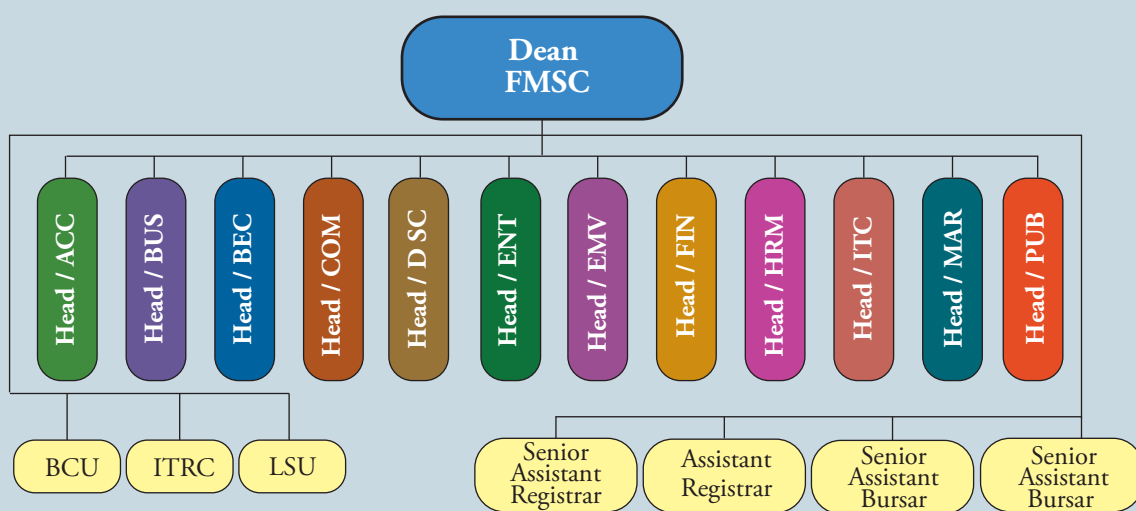 Dean
FMSC
Head / ACC
Head / BUS
Head / BEC
Head / COM
Head / D SC
Head / ENT
Head / EMV
Head / FIN
Head / HRM
Head / ITC
Head / MAR
Head / PUB
BCU
ITRC
LSU
Senior
Assistant
Registrar
Assistant
Registrar
Senior
Assistant
Bursar
Senior
Assistant
Bursar